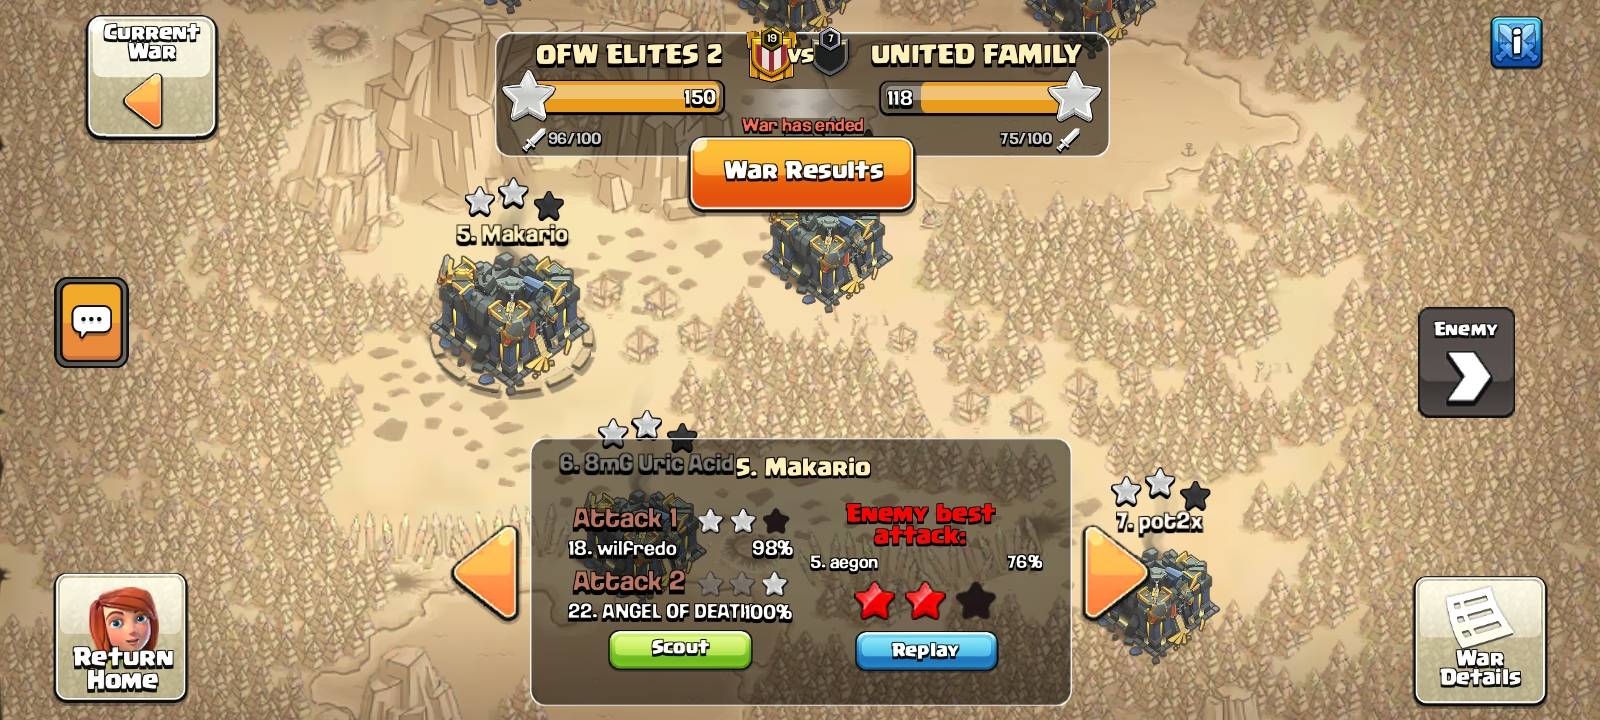 Current
War
OFW ELITES 2
19
VS
7
UNITED FAMILY
150
118
War has ended
96/100
75/100
War Results
5. Makario
Enemy
6. 8mG Uric Acid
5. Makario
7. pot2x
Attack 1
18. wilfredo
98%
Attack 2
22. ANGEL OF DEATH
100%
Scout
Enemy best
attack:
5. aegon
76%
Replay
Return
Home
War
Details